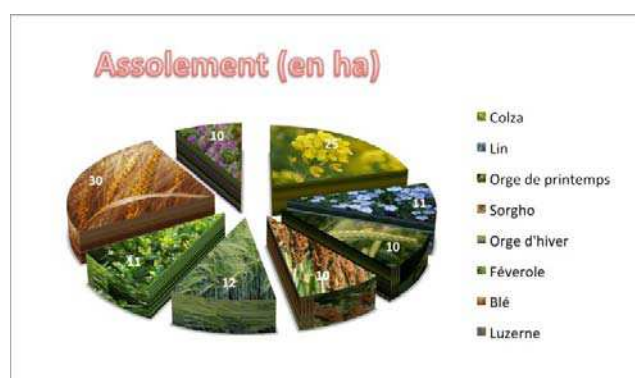 Assolement (en ha)
10
25
30
11
10
11
12
10
Colza
Lin
Orge de printemps
Sorgho
Orge d'hiver
Féverole
Blé
Luzerne